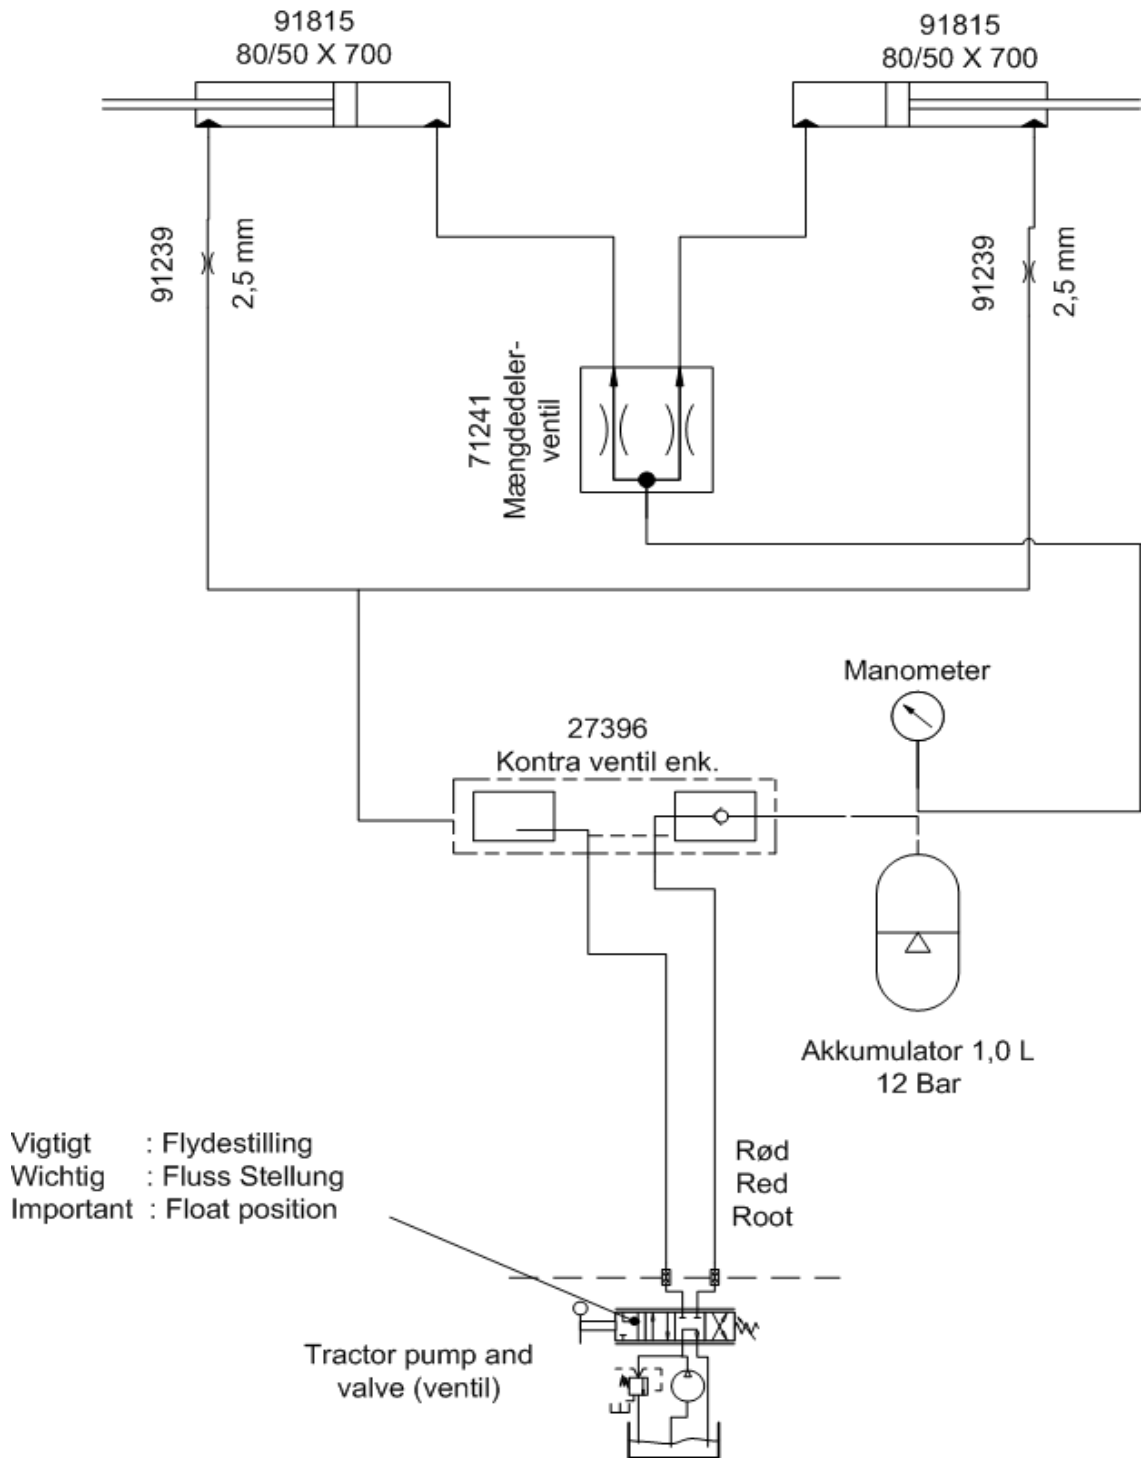 91815
80/50 X 700
91815
80/50 X 700
91239
2,5 mm
91239
2,5 mm
71241
Mængdedeler-
ventil
Manometer
27396
Kontra ventil enk.
Akkumulator 1,0 L
12 Bar
Vigtigt : Flydestilling
Wichtig : Fluss Stellung
Important : Float position
Rød
Red
Root
Tractor pump and
valve (ventil)